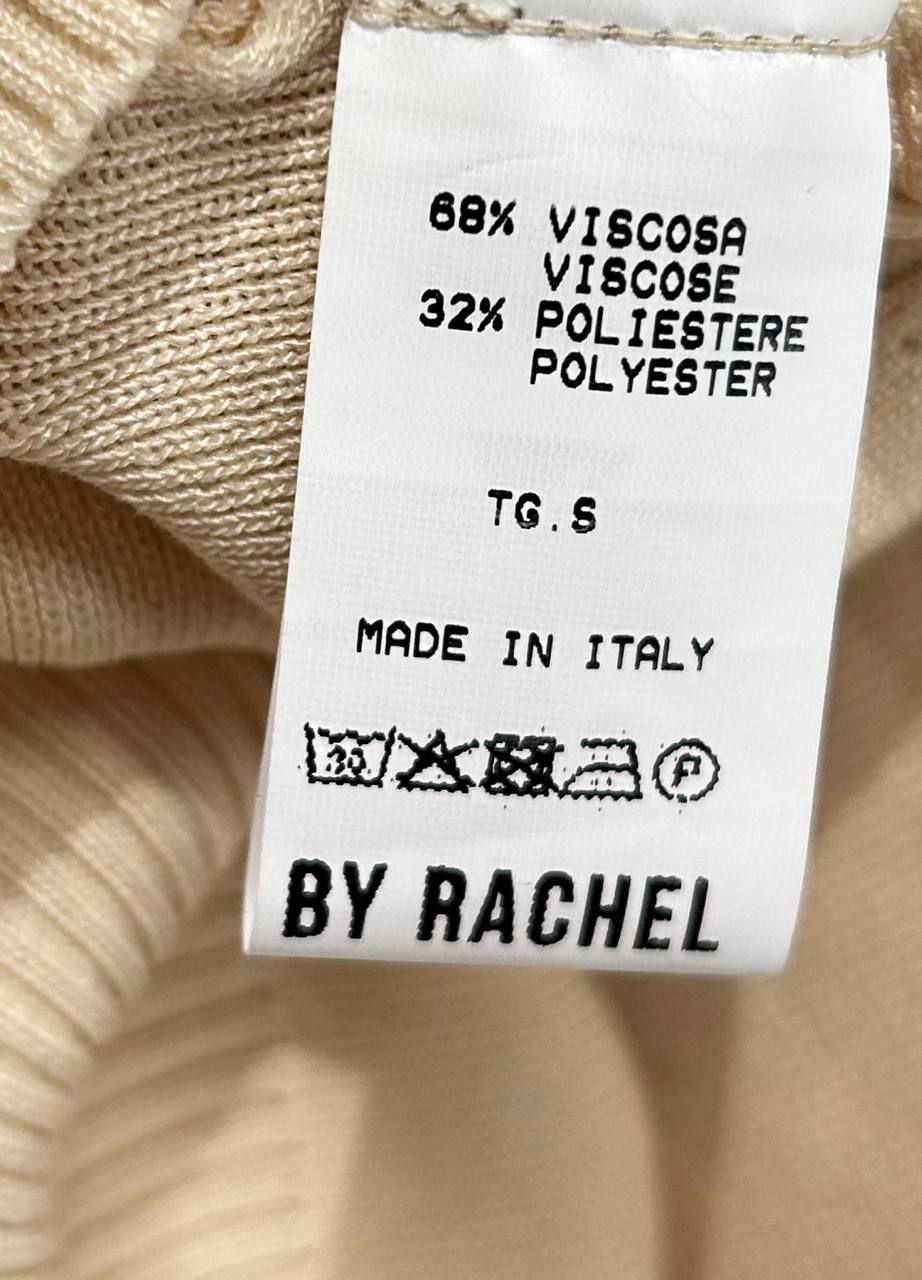 68% VISCOSA
VISCOSE
32% POLIESTERE
POLYESTER
TG.S
MADE IN ITALY
30 P
BY RACHEL